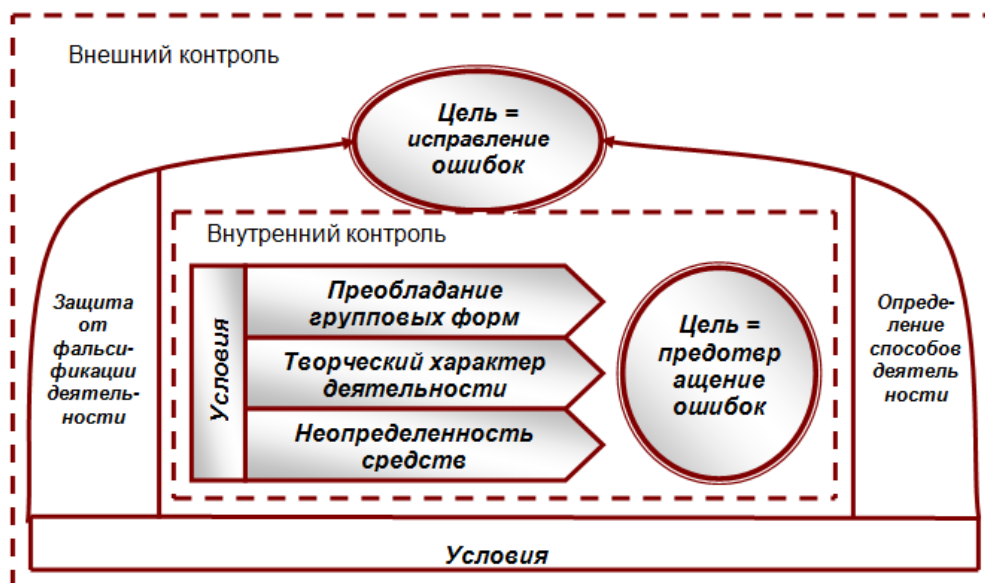 Внешний контроль
Цель =
исправление
ошибок
Внутренний контроль
Защита
от
фальси-
фикации
деятель-
ности
Условия
Преобладание
групповых форм
Творческий характер
деятельности
Неопределенность
средств
Цель =
предотвр
ащение
ошибок
Опреде-
ление
способов
деятель
ности
Условия